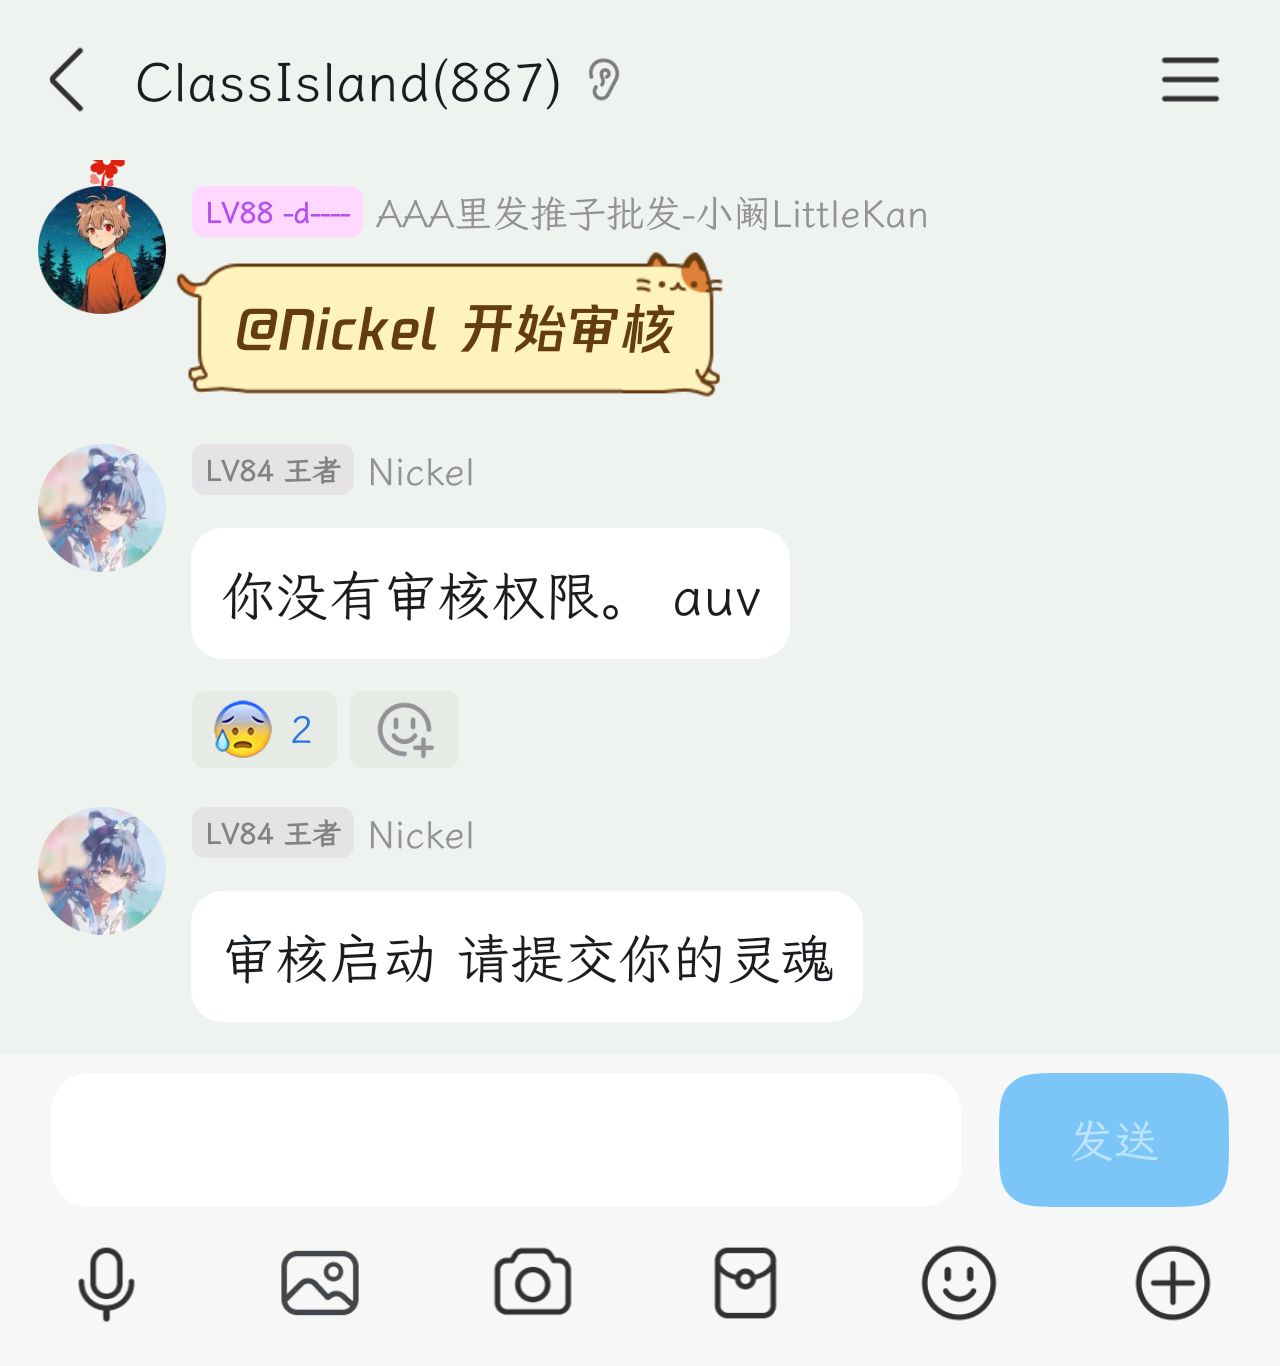 ClassIsland(887)
LV88 -d---- AAA里发推子批发-小阚LittleKan
@Nickel 开始审核
LV84 王者 Nickel
你没有审核权限。 auv
2
LV84 王者 Nickel
审核启动 请提交你的灵魂
发送